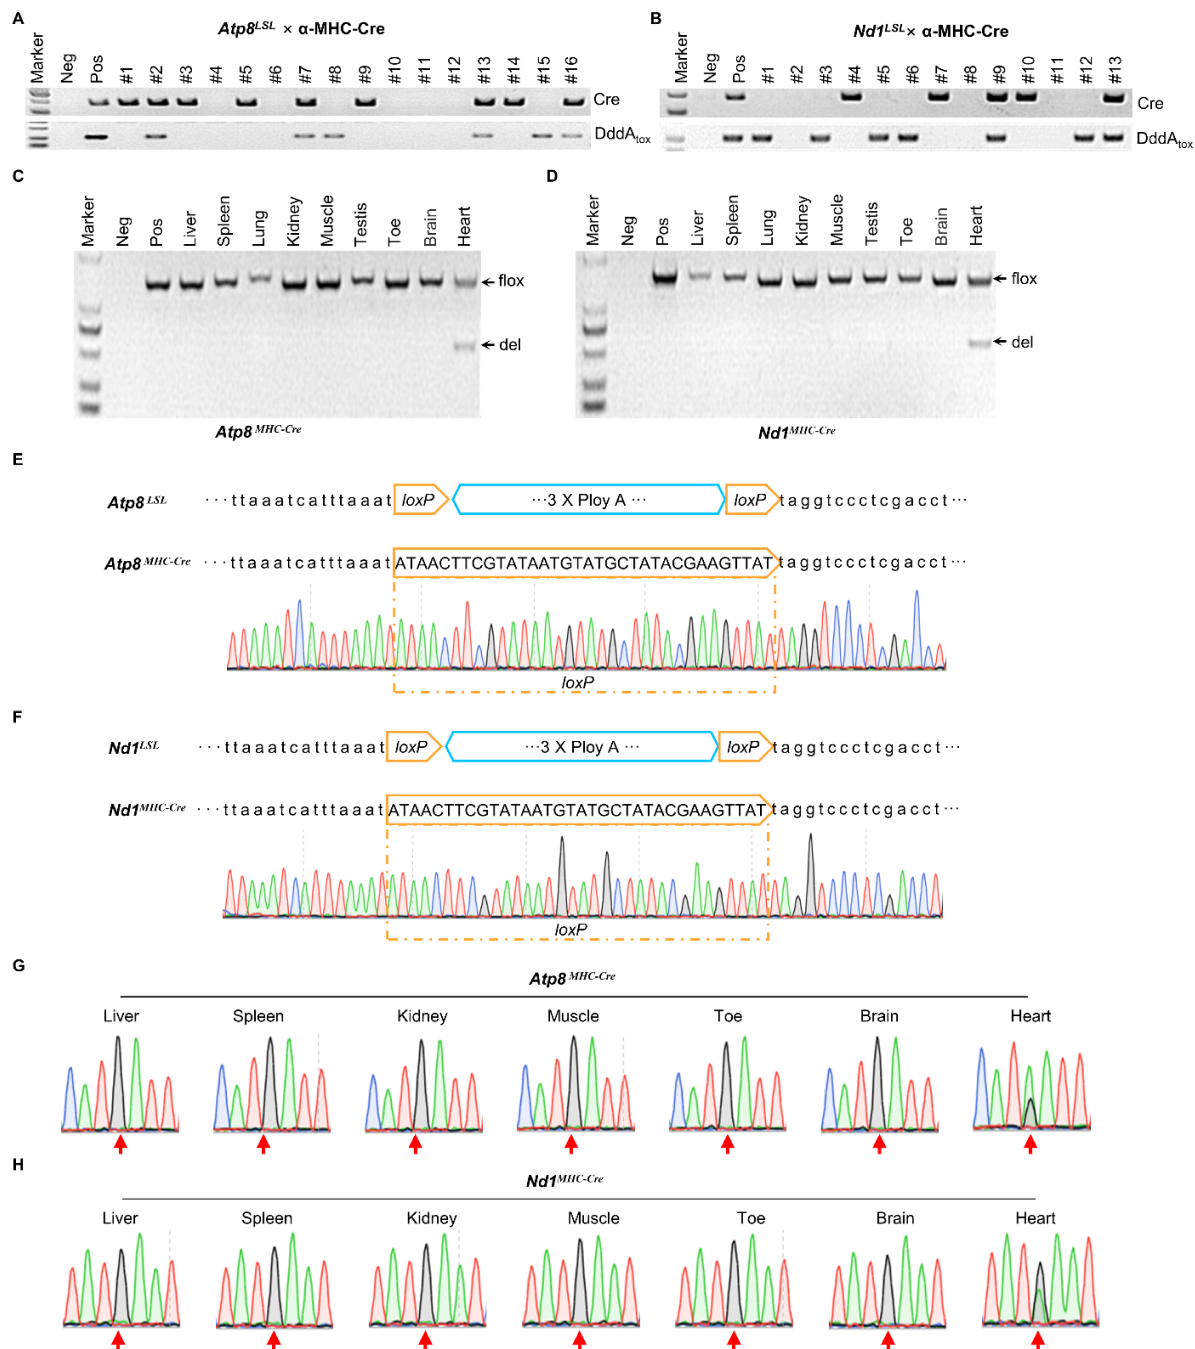 A
Atp8LSL × α-MHC-Cre
Marker Neg Pos #1 #2 #3 #4 #5 #6 #7 #8 #9 #10 #11 #12 #13 #14 #15 #16
Cre
DddAtox
B
Nd1LSL × α-MHC-Cre
Marker Neg Pos #1 #2 #3 #4 #5 #6 #7 #8 #9 #10 #11 #12 #13
Cre
DddAtox
C
Marker Neg Pos Liver Spleen Lung Kidney Muscle Testis Toe Brain Heart
flox
del
Atp8MHC-Cre
D
Marker Neg Pos Liver Spleen Lung Kidney Muscle Testis Toe Brain Heart
flox
del
Nd1MHC-Cre
E
Atp8LSL ···ttaaatcatttaaat loxP ···3 X Ploy A ··· loxP taggtccctcgacct···
Atp8MHC-Cre ···ttaaatcatttaaatATAACTTCGTATAATGTATGCTATACGAAGTTATtaggtccctcgacct···
loxP
F
Nd1LSL ···ttaaatcatttaaat loxP ···3 X Ploy A ··· loxP taggtccctcgacct···
Nd1MHC-Cre ···ttaaatcatttaaatATAACTTCGTATAATGTATGCTATACGAAGTTATtaggtccctcgacct···
loxP
G
Atp8MHC-Cre
Liver Spleen Kidney Muscle Toe Brain Heart
H
Nd1MHC-Cre
Liver Spleen Kidney Muscle Toe Brain Heart